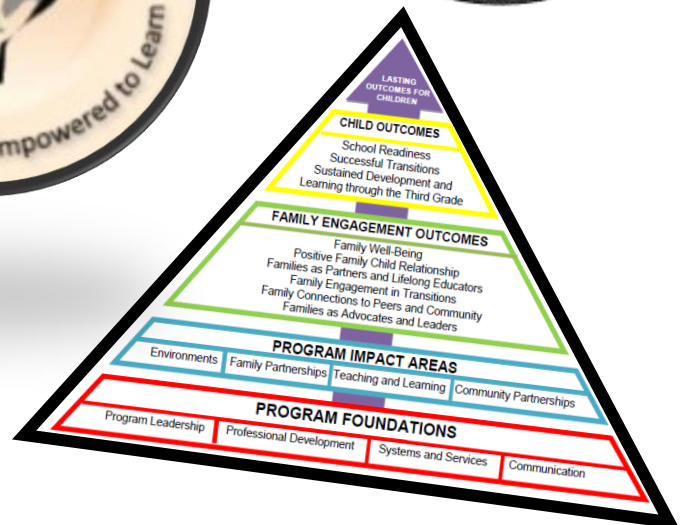 mpowered to Learn
LASTING
OUTCOMES FOR
CHILDREN
CHILD OUTCOMES
School Readiness
Successful Transitions
Sustained Development and
Learning through the Third Grade
FAMILY ENGAGEMENT OUTCOMES
Family Well-Being
Positive Family Child Relationship
Families as Partners and Lifelong Educators
Family Engagement in Transitions
Family Connections to Peers and Community
Families as Advocates and Leaders
PROGRAM IMPACT AREAS
Environments Family Partnerships Teaching and Learning Community Partnerships
PROGRAM FOUNDATIONS
Program Leadership Professional Development Systems and Services Communication